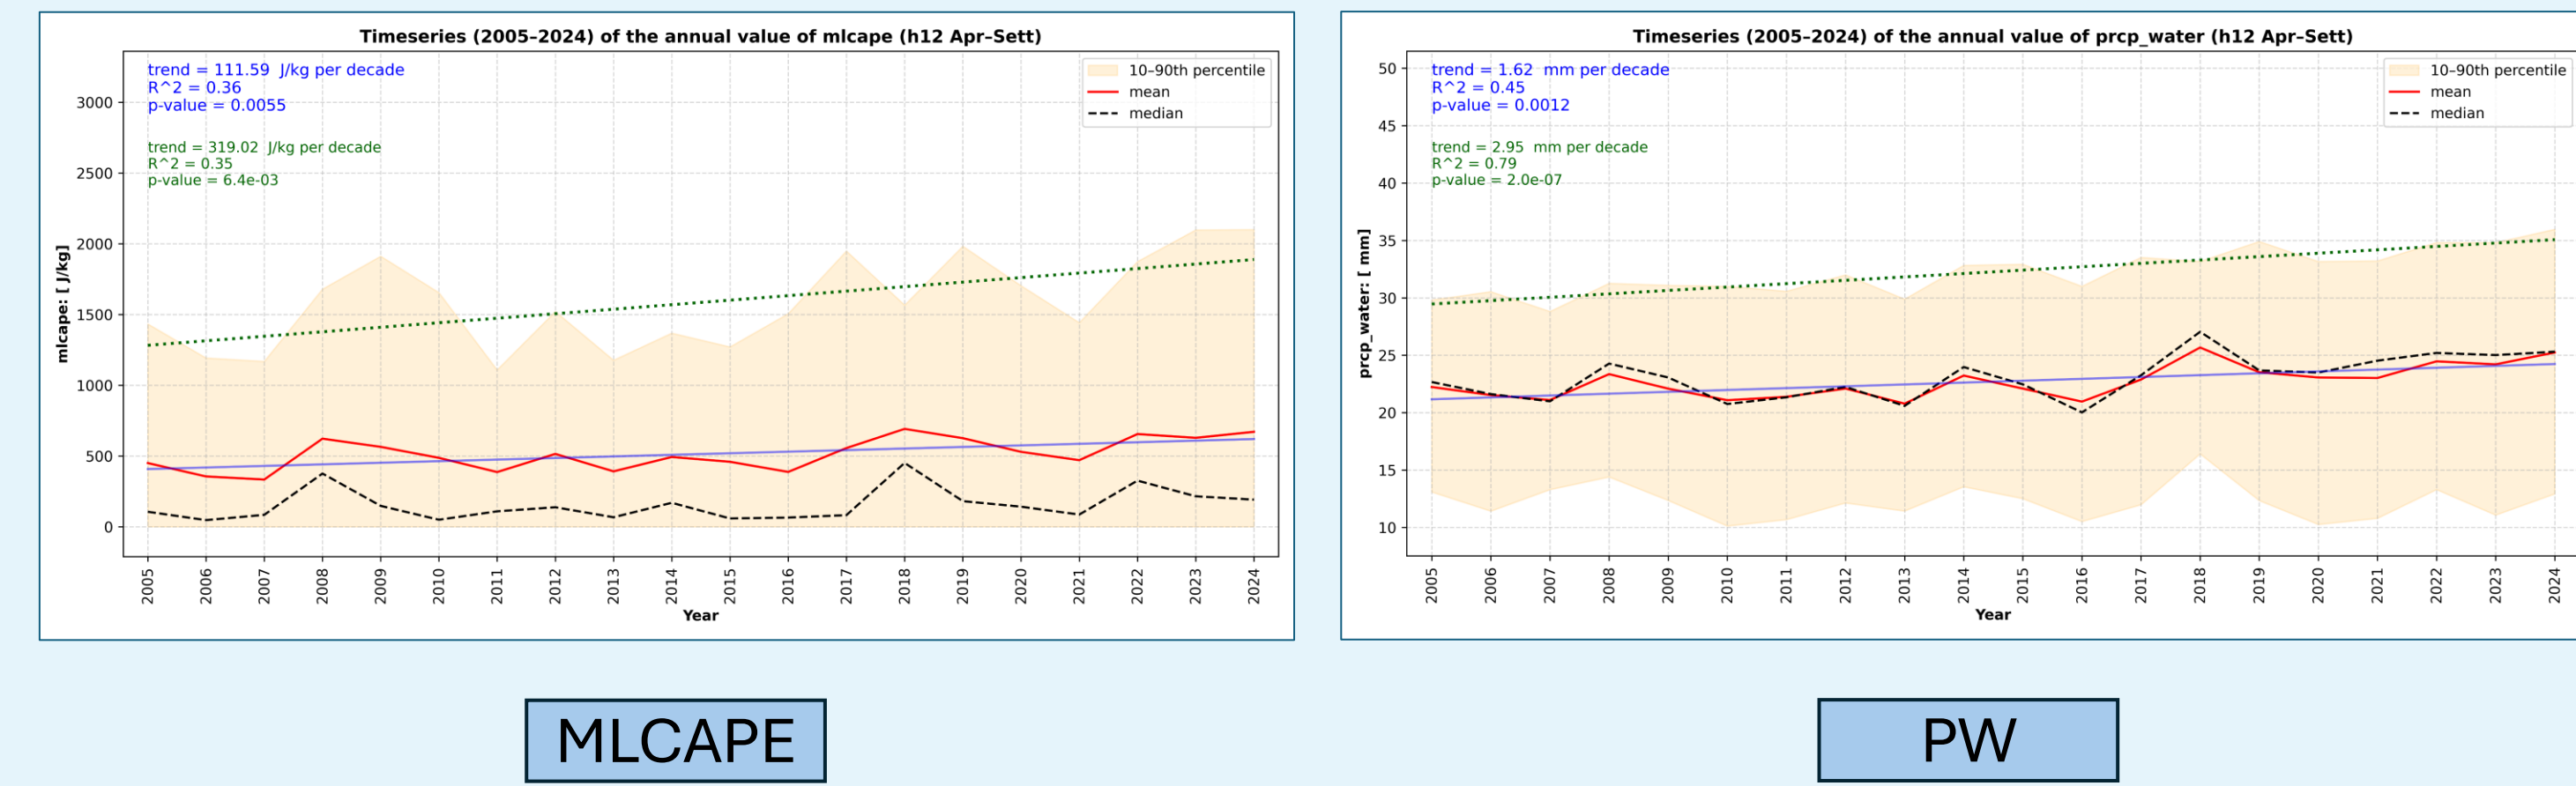 Timeseries (2005–2024) of the annual value of mlcape (h12 Apr–Sett)
trend = 111.59  J/kg per decade
R^2 = 0.36
p-value = 0.0055
trend = 319.02  J/kg per decade
R^2 = 0.35
p-value = 6.4e-03
10–90th percentile
mean
median
mlcape: [ J/kg]
3000
2500
2000
1500
1000
500
0
2005 2006 2007 2008 2009 2010 2011 2012 2013 2014 2015 2016 2017 2018 2019 2020 2021 2022 2023 2024
Year
MLCAPE
Timeseries (2005–2024) of the annual value of prcp_water (h12 Apr–Sett)
trend = 1.62  mm per decade
R^2 = 0.45
p-value = 0.0012
trend = 2.95  mm per decade
R^2 = 0.79
p-value = 2.0e-07
10–90th percentile
mean
median
prcp_water: [ mm]
50
45
40
35
30
25
20
15
10
2005 2006 2007 2008 2009 2010 2011 2012 2013 2014 2015 2016 2017 2018 2019 2020 2021 2022 2023 2024
Year
PW